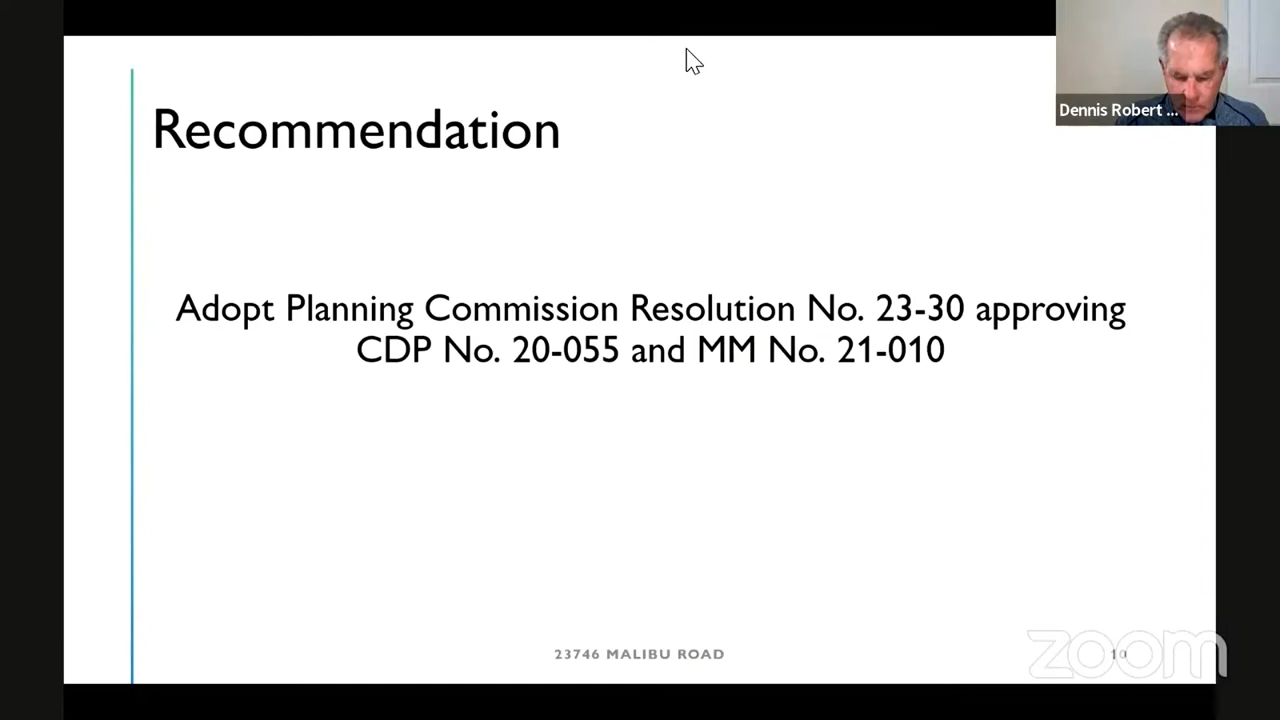 Dennis Robert ...
Recommendation
Adopt Planning Commission Resolution No. 23-30 approving
CDP No. 20-055 and MM No. 21-010
23746 MALIBU ROAD
10
zoom